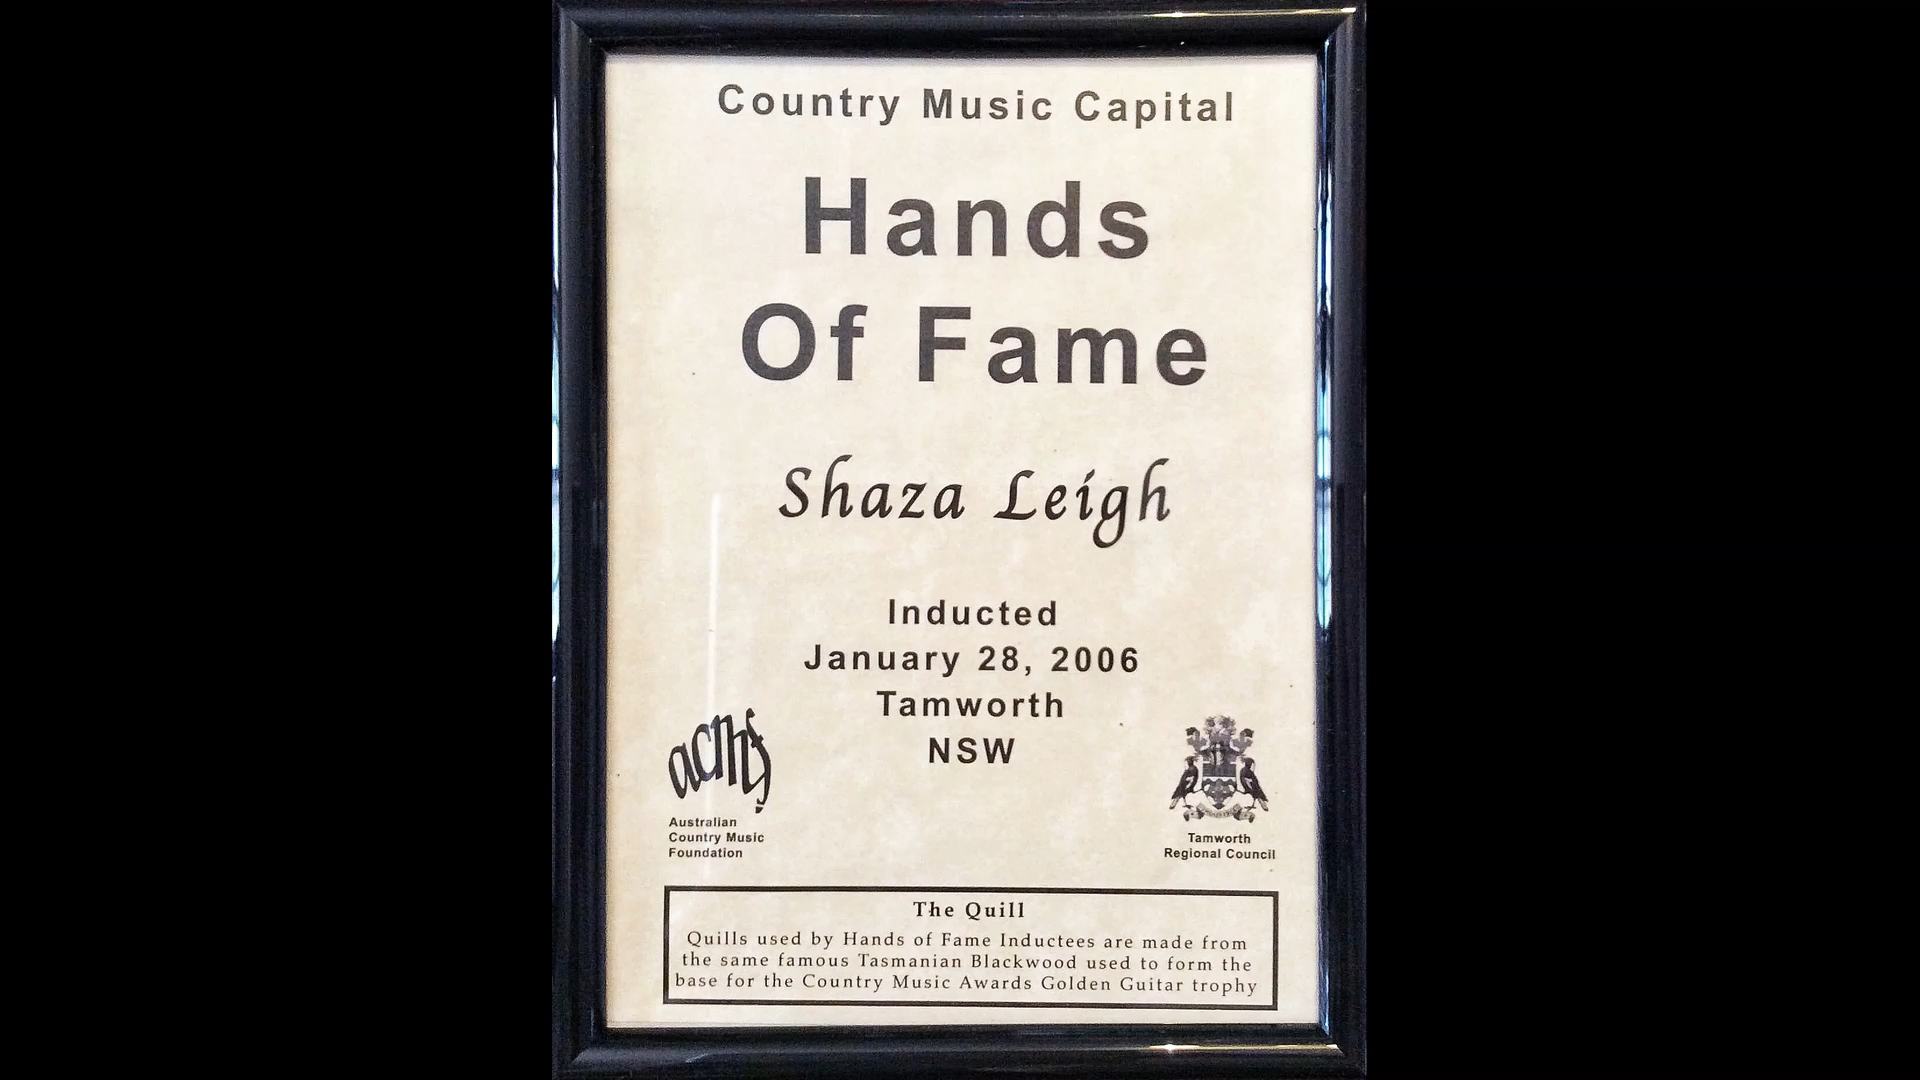 Country Music Capital
Hands
Of Fame
Shaza Leigh
Inducted
January 28, 2006
Tamworth
NSW
acmf
Australian
Country Music
Foundation
Tamworth
Regional Council
The Quill
Quills used by Hands of Fame Inductees are made from
the same famous Tasmanian Blackwood used to form the
base for the Country Music Awards Golden Guitar trophy